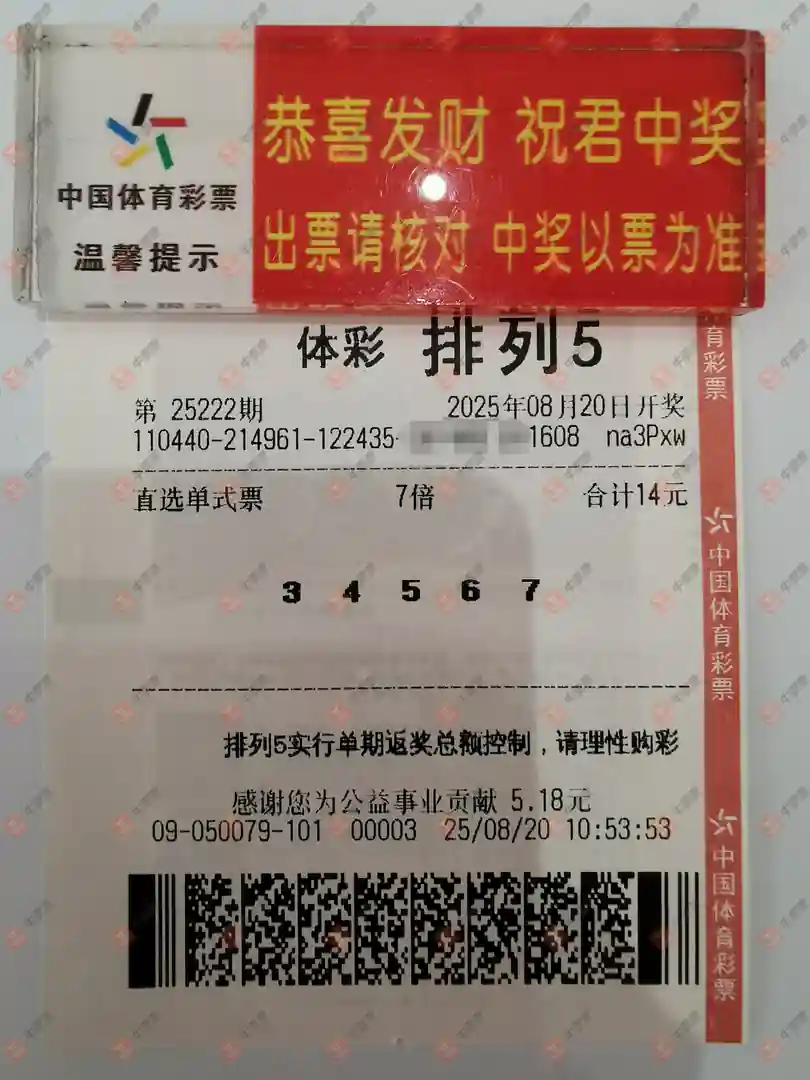 恭喜发财 祝君中奖
中国体育彩票
温馨提示
出票请核对 中奖以票为准
体彩 排列5
第 25222期 2025年08月20日开奖
110440-214961-122435- 1608 na3Pxw
直选单式票 7倍 合计14元
3 4 5 6 7
排列5实行单期返奖总额控制，请理性购彩
感谢您为公益事业贡献 5.18元
09-050079-101 00003 25/08/20 10:53:53
育彩票
中国体育彩票
中国体育彩票